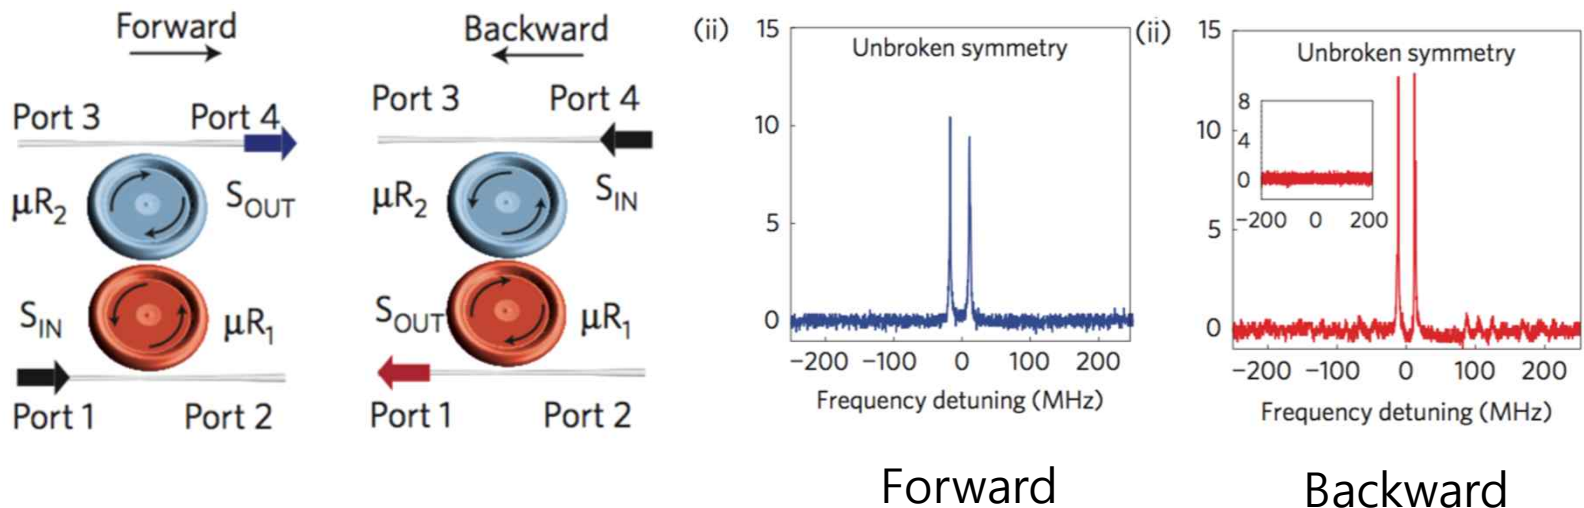 Forward
Port 3 Port 4
μR2
SOUT
SIN
μR1
Port 1 Port 2
Backward
Port 3 Port 4
μR2
SIN
SOUT
μR1
Port 1 Port 2
(ii)
Unbroken symmetry
15
10
5
0
−200 −100 0 100 200
Frequency detuning (MHz)
Forward
(ii)
Unbroken symmetry
15
10
5
0
8
4
0
−200 0 200
−200 −100 0 100 200
Frequency detuning (MHz)
Backward